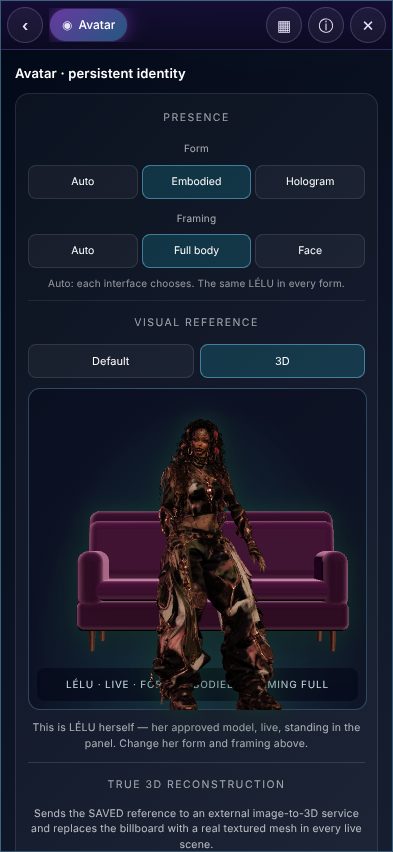 Avatar
Avatar · persistent identity
PRESENCE
Form
Auto
Embodied
Hologram
Framing
Auto
Full body
Face
Auto: each interface chooses. The same LÉLU in every form.
VISUAL REFERENCE
Default
3D
LÉLU · LIVE · FULL
This is LÉLU herself — her approved model, live, standing in the
panel. Change her form and framing above.
TRUE 3D RECONSTRUCTION
Sends the SAVED reference to an external image-to-3D service
and replaces the billboard with a real textured mesh in every live
scene.